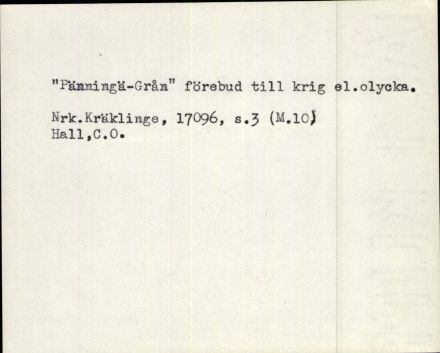 "Pänningä-Grån" förebud till krig el.olycka.
Nrk.Kräklinge, 17096, s.3 (M.10)
Hall,C.O.